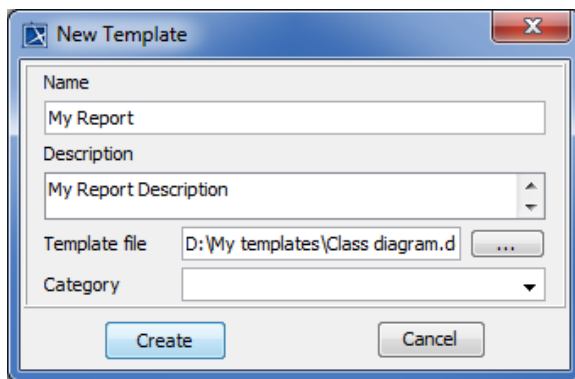 New Template
Name
My Report
Description
My Report Description
Template file D:\My templates\Class diagram.d ...
Category
Create Cancel